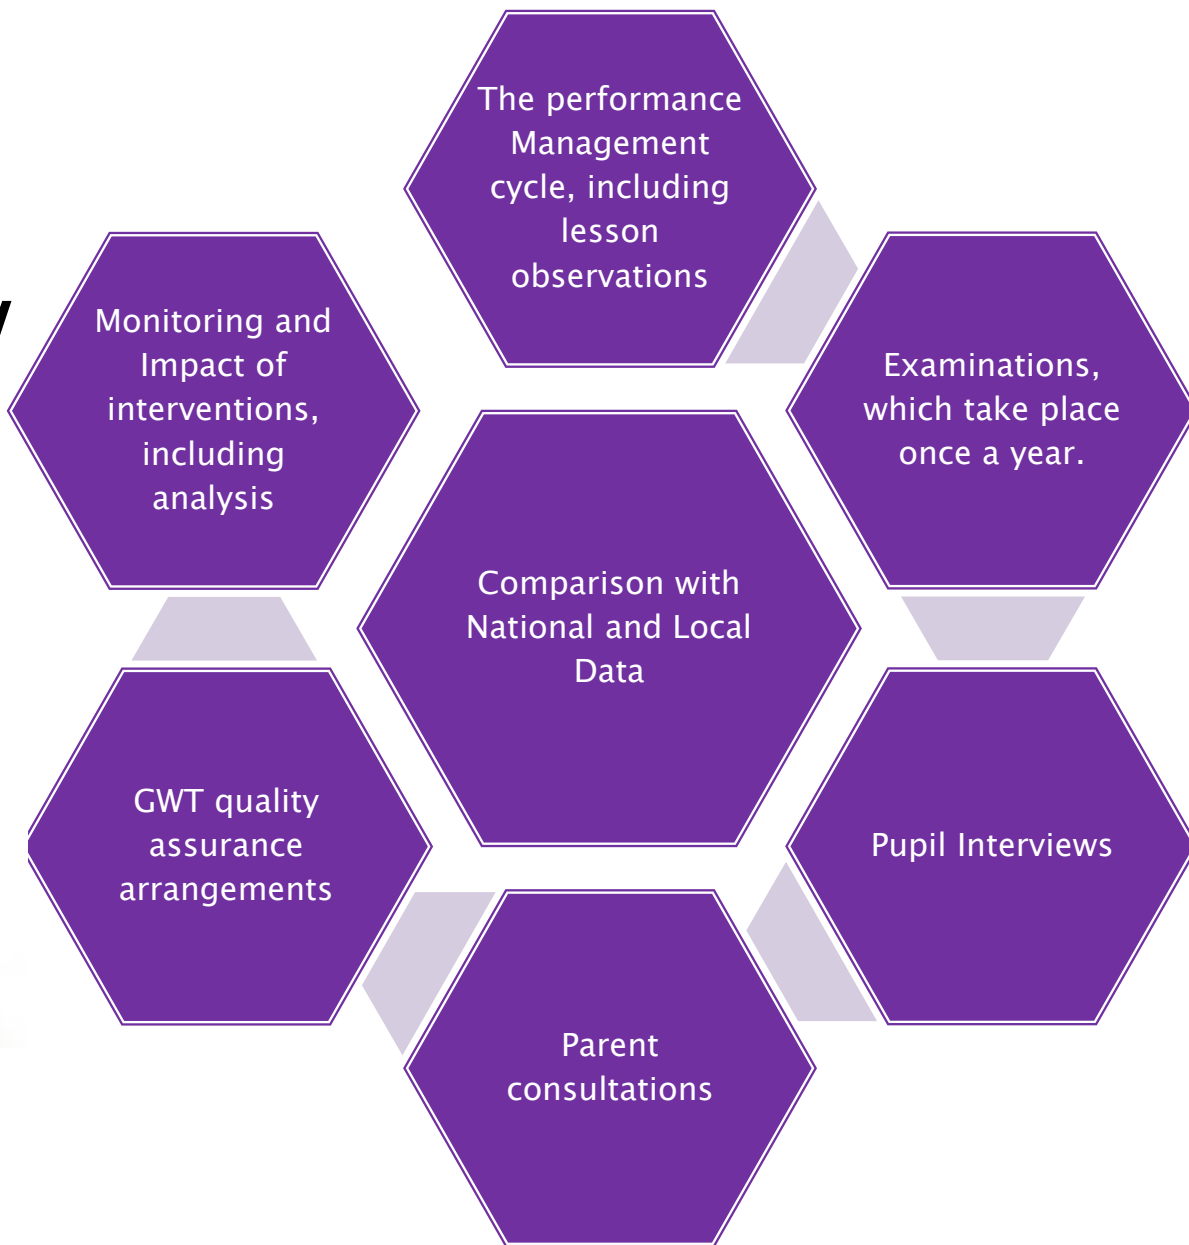 The performance
Management
cycle, including
lesson
observations
Monitoring and
Impact of
interventions,
including
analysis
Examinations,
which take place
once a year.
Comparison with
National and Local
Data
GWT quality
assurance
arrangements
Pupil Interviews
Parent
consultations